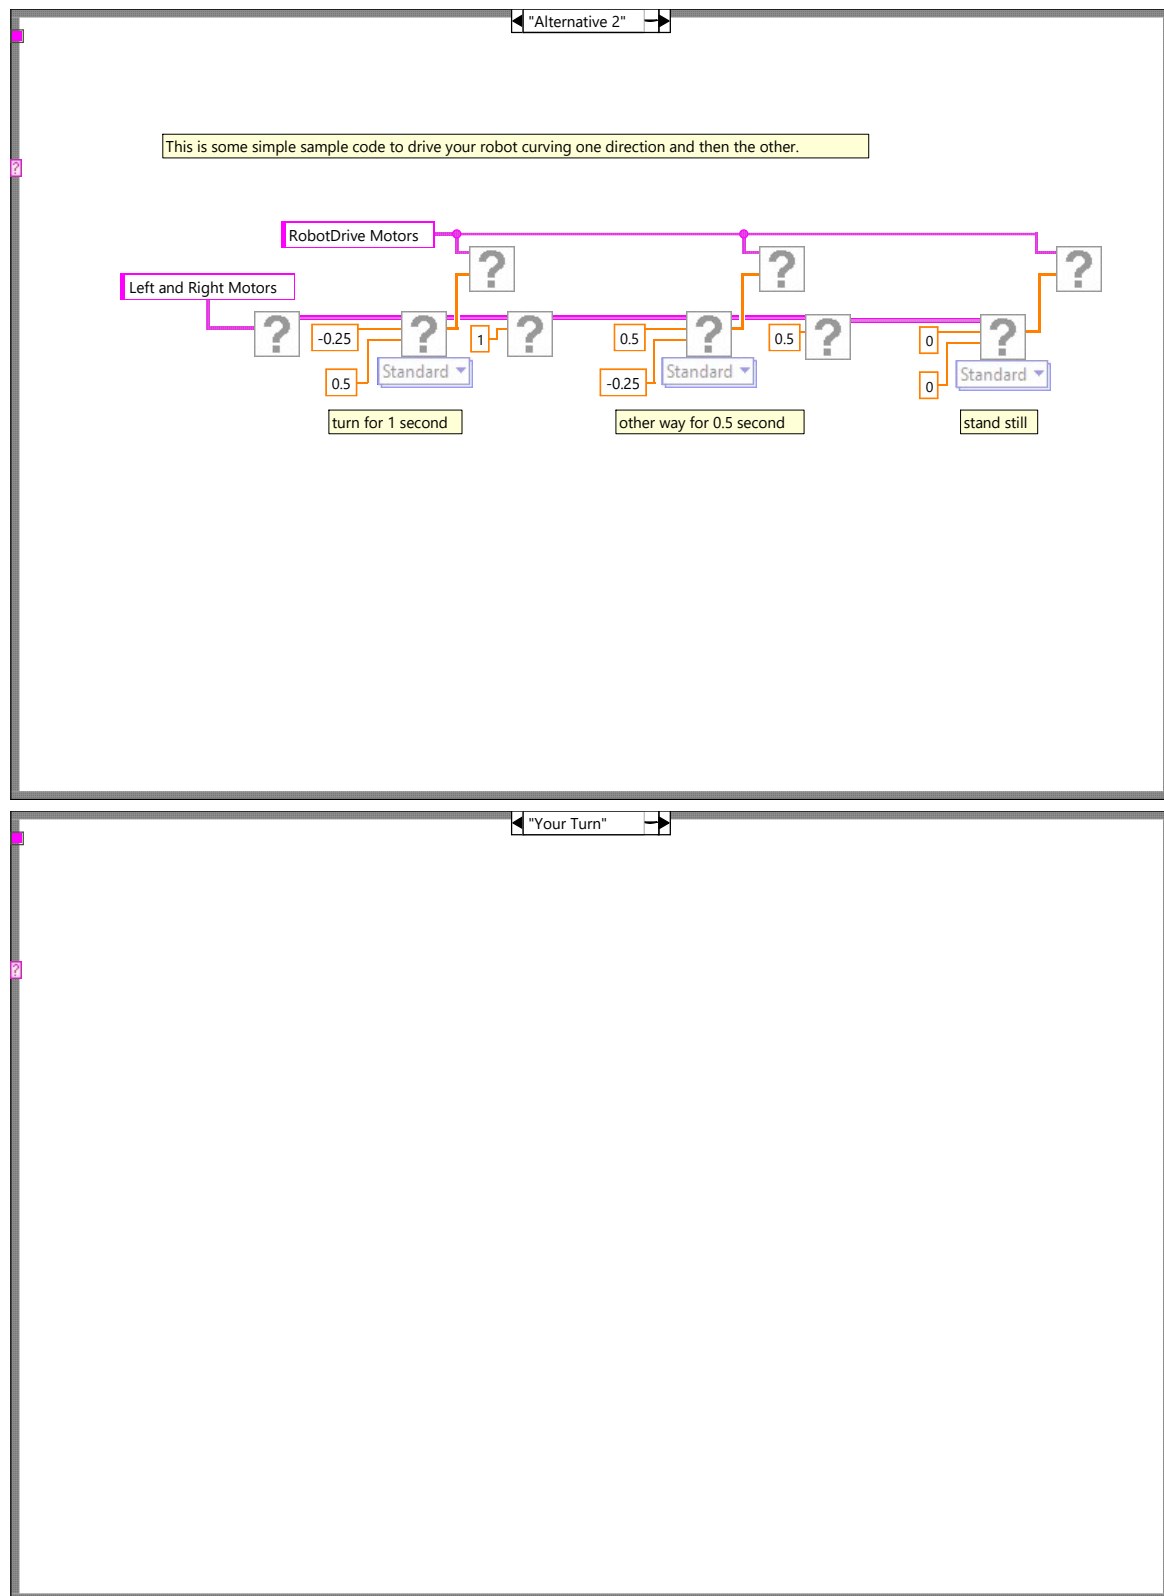 "Alternative 2"
This is some simple sample code to drive your robot curving one direction and then the other.
RobotDrive Motors
? ? ?
Left and Right Motors
? -0.25 ? 1 ? 0.5 ? 0.5 ? 0 ?
Standard Standard Standard
0.5 -0.25 0
turn for 1 second other way for 0.5 second stand still
?
"Your Turn"
?